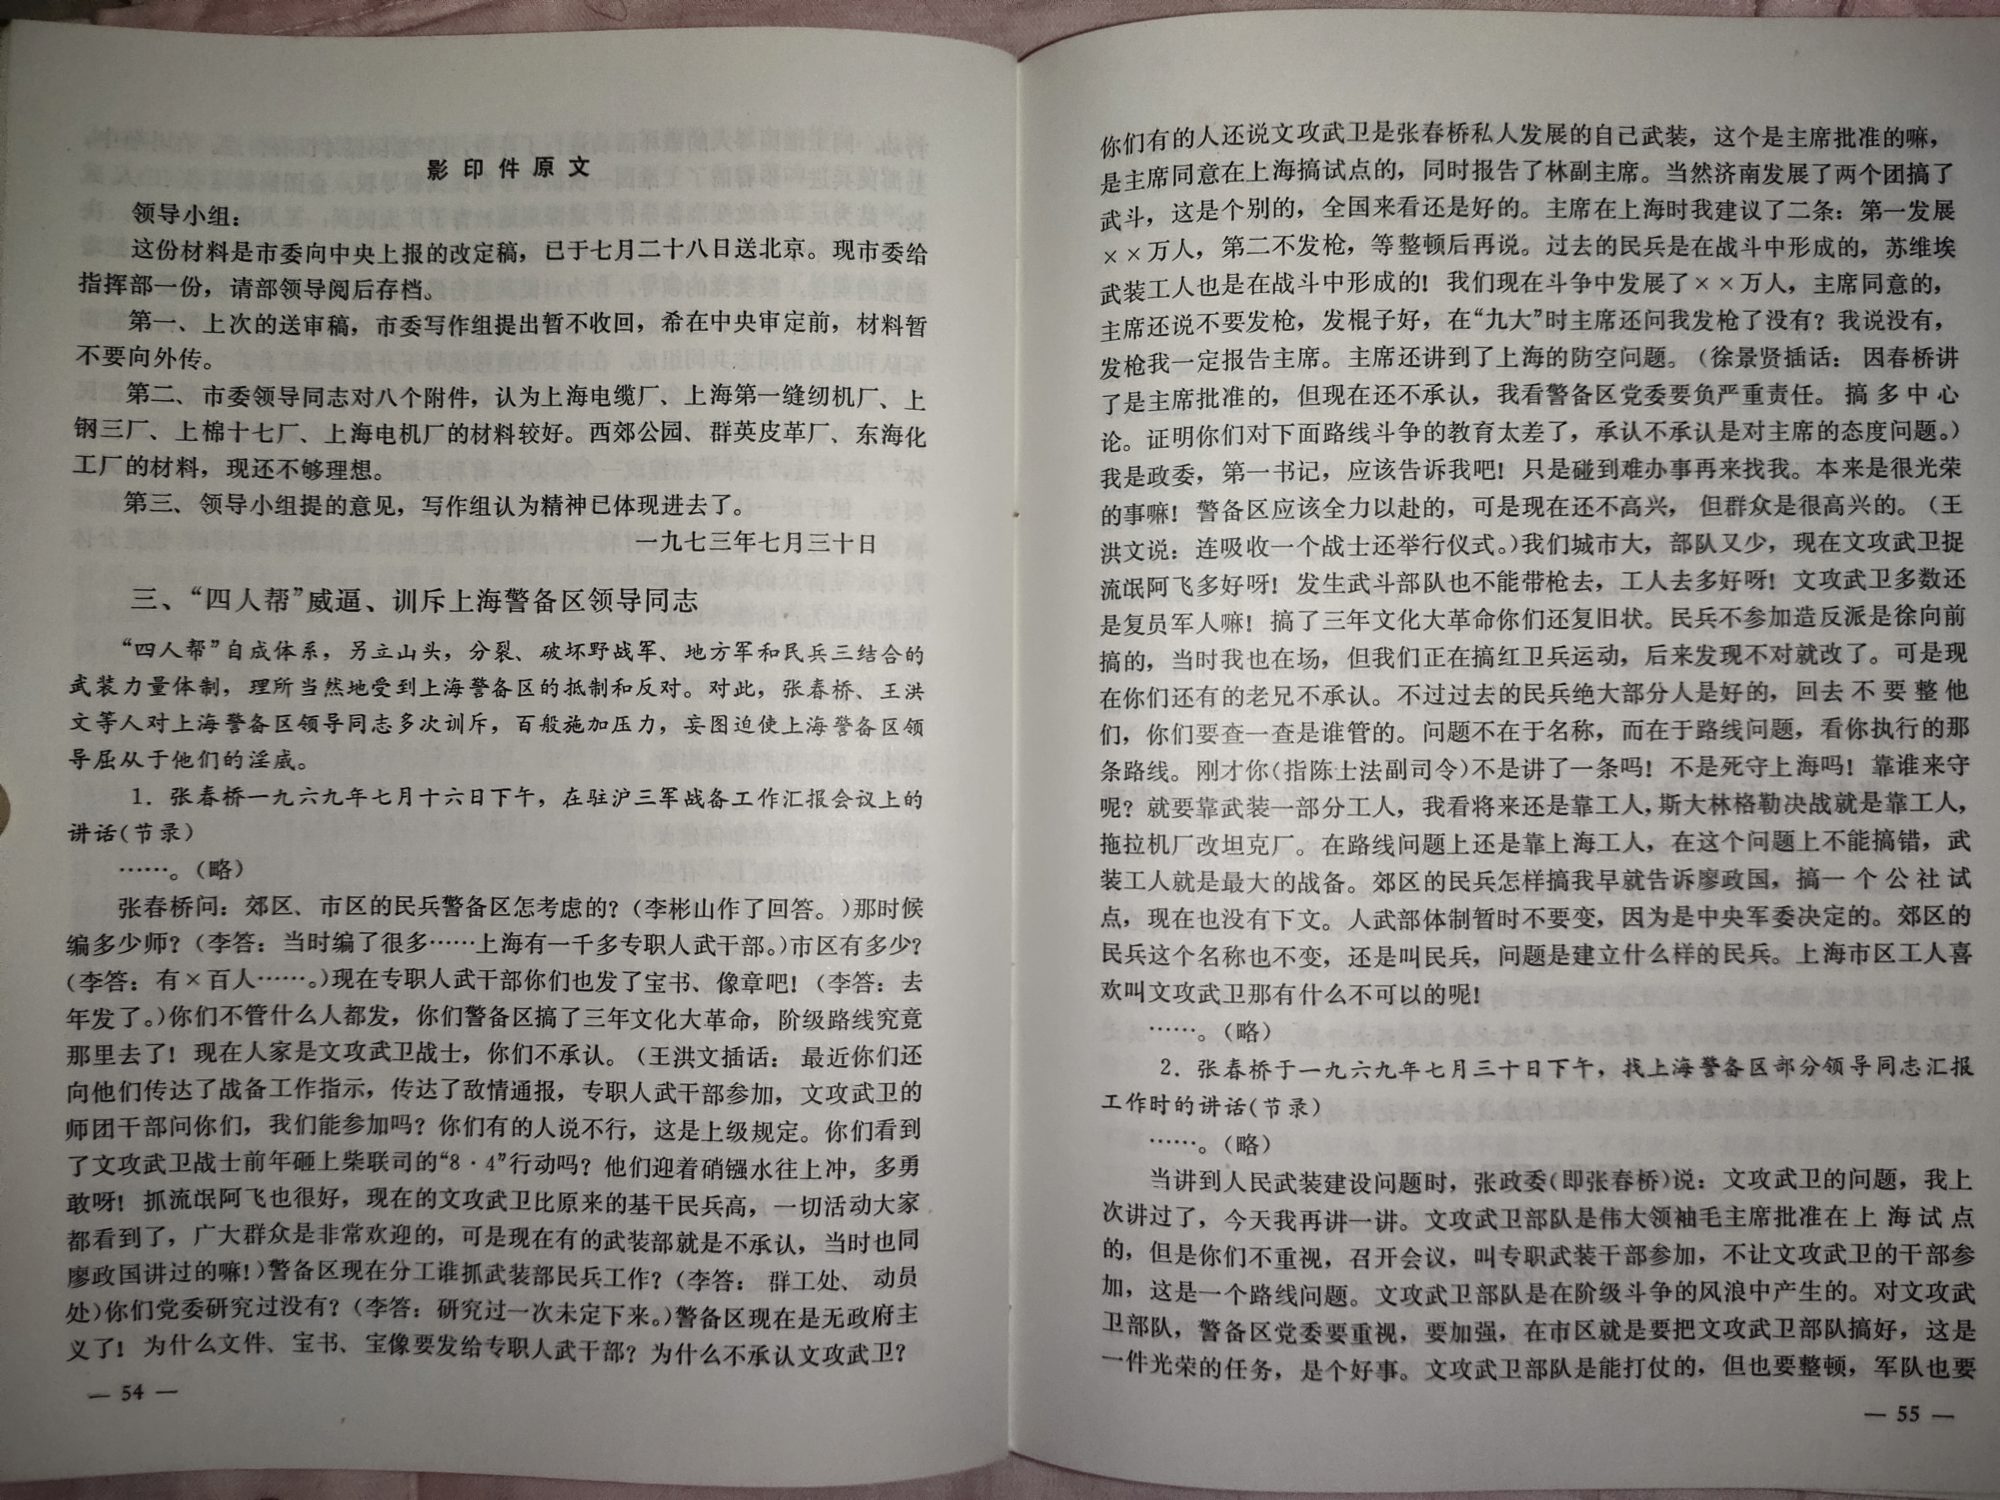 影印件原文
领导小组：
这份材料是市委向中央上报的改定稿，已于七月二十八日送北京。现市委给
指挥部一份，请部领导阅后存档。
第一、上次的送审稿，市委写作组提出暂不收回，希在中央审定前，材料暂
不要向外传。
第二、市委领导同志对八个附件，认为上海电缆厂、上海第一缝纫机厂、上
钢三厂、上棉十七厂、上海电机厂的材料较好。西郊公园、群英皮革厂、东海化
工厂的材料，现还不够理想。
第三、领导小组提的意见，写作组认为精神已体现进去了。
一九七三年七月三十日
三、“四人帮”威逼、训斥上海警备区领导同志
“四人帮”自成体系，另立山头，分裂、破坏野战军、地方军和民兵三结合的
武装力量体制，理所当然地受到上海警备区的抵制和反对。对此，张春桥、王洪
文等人对上海警备区领导同志多次训斥，百般施加压力，妄图迫使上海警备区领
导屈从于他们的淫威。
1．张春桥一九六九年七月十六日下午，在驻沪三军战备工作汇报会议上的
讲话(节录)
……。(略)
张春桥问：郊区、市区的民兵警备区怎考虑的？(李彬山作了回答。)那时候
编多少师？(李答：当时编了很多……上海有一千多专职人武干部。)市区有多少？
(李答：有×百人……。)现在专职人武干部你们也发了宝书、像章吧！(李答：去
年发了。)你们不管什么人都发，你们警备区搞了三年文化大革命，阶级路线究竟
那里去了！现在人家是文攻武卫战士，你们不承认。(王洪文插话：最近你们还
向他们传达了战备工作指示，传达了敌情通报，专职人武干部参加，文攻武卫的
师团干部问你们，我们能参加吗？你们有的人说不行，这是上级规定。你们看到
了文攻武卫战士前年砸上柴联司的“8·4”行动吗？他们迎着硝镪水往上冲，多勇
敢呀！抓流氓阿飞也很好，现在的文攻武卫比原来的基干民兵高，一切活动大家
都看到了，广大群众是非常欢迎的，可是现在有的武装部就是不承认，当时也同
廖政国讲过的嘛！)警备区现在分工谁抓武装部民兵工作？(李答：群工处、动员
处)你们党委研究过没有？(李答：研究过一次未定下来。)警备区现在是无政府主
义了！为什么文件、宝书、宝像要发给专职人武干部？为什么不承认文攻武卫？
— 54 —
你们有的人还说文攻武卫是张春桥私人发展的自己武装，这个是主席批准的嘛，
是主席同意在上海搞试点的，同时报告了林副主席。当然济南发展了两个团搞了
武斗，这是个别的，全国来看还是好的。主席在上海时我建议了二条：第一发展
××万人，第二不发枪，等整顿后再说。过去的民兵是在战斗中形成的，苏维埃
武装工人也是在战斗中形成的！我们现在斗争中发展了××万人，主席同意的，
主席还说不要发枪，发棍子好，在“九大”时主席还问我发枪了没有？我说没有，
发枪我一定报告主席。主席还讲到了上海的防空问题。(徐景贤插话：因春桥讲
了是主席批准的，但现在还不承认，我看警备区党委要负严重责任。搞多中心
论。证明你们对下面路线斗争的教育太差了，承认不承认是对主席的态度问题。)
我是政委，第一书记，应该告诉我吧！只是碰到难办事再来找我。本来是很光荣
的事嘛！警备区应该全力以赴的，可是现在还不高兴，但群众是很高兴的。(王
洪文说：连吸收一个战士还举行仪式。)我们城市大，部队又少，现在文攻武卫捉
流氓阿飞多好呀！发生武斗部队也不能带枪去，工人去多好呀！文攻武卫多数还
是复员军人嘛！搞了三年文化大革命你们还复旧状。民兵不参加造反派是徐向前
搞的，当时我也在场，但我们正在搞红卫兵运动，后来发现不对就改了。可是现
在你们还有的老兄不承认。不过过去的民兵绝大部分人是好的，回去不要整他
们，你们要查一查是谁管的。问题不在于名称，而在于路线问题，看你执行的那
条路线。刚才你(指陈士法副司令)不是讲了一条吗！不是死守上海吗！靠谁来守
呢？就要靠武装一部分工人，我看将来还是靠工人，斯大林格勒决战就是靠工人，
拖拉机厂改坦克厂。在路线问题上还是靠上海工人，在这个问题上不能搞错，武
装工人就是最大的战备。郊区的民兵怎样搞我早就告诉廖政国，搞一个公社试
点，现在也没有下文。人武部体制暂时不要变，因为是中央军委决定的。郊区的
民兵这个名称也不变，还是叫民兵，问题是建立什么样的民兵。上海市区工人喜
欢叫文攻武卫那有什么不可以的呢！
……。(略)
2．张春桥于一九六九年七月三十日下午，找上海警备区部分领导同志汇报
工作时的讲话(节录)
……。(略)
当讲到人民武装建设问题时，张政委(即张春桥)说：文攻武卫的问题，我上
次讲过了，今天我再讲一讲。文攻武卫部队是伟大领袖毛主席批准在上海试点
的，但是你们不重视，召开会议，叫专职武装干部参加，不让文攻武卫的干部参
加，这是一个路线问题。文攻武卫部队是在阶级斗争的风浪中产生的。对文攻武
卫部队，警备区党委要重视，要加强，在市区就是要把文攻武卫部队搞好，这是
一件光荣的任务，是个好事。文攻武卫部队是能打仗的，但也要整顿，军队也要
— 55 —